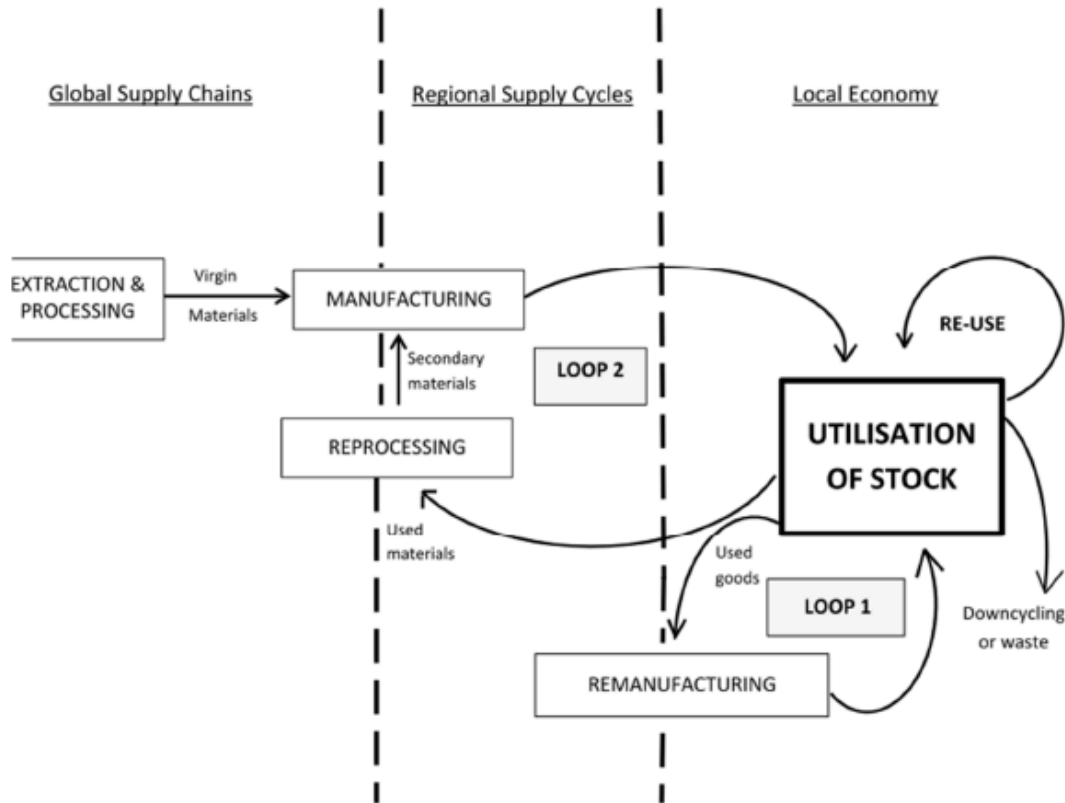 Global Supply Chains
Regional Supply Cycles
Local Economy
EXTRACTION &
PROCESSING
Virgin
Materials
MANUFACTURING
RE-USE
Secondary
materials
LOOP 2
UTILISATION
OF STOCK
REPROCESSING
Used
materials
Used
goods
LOOP 1
Downcycling
or waste
REMANUFACTURING